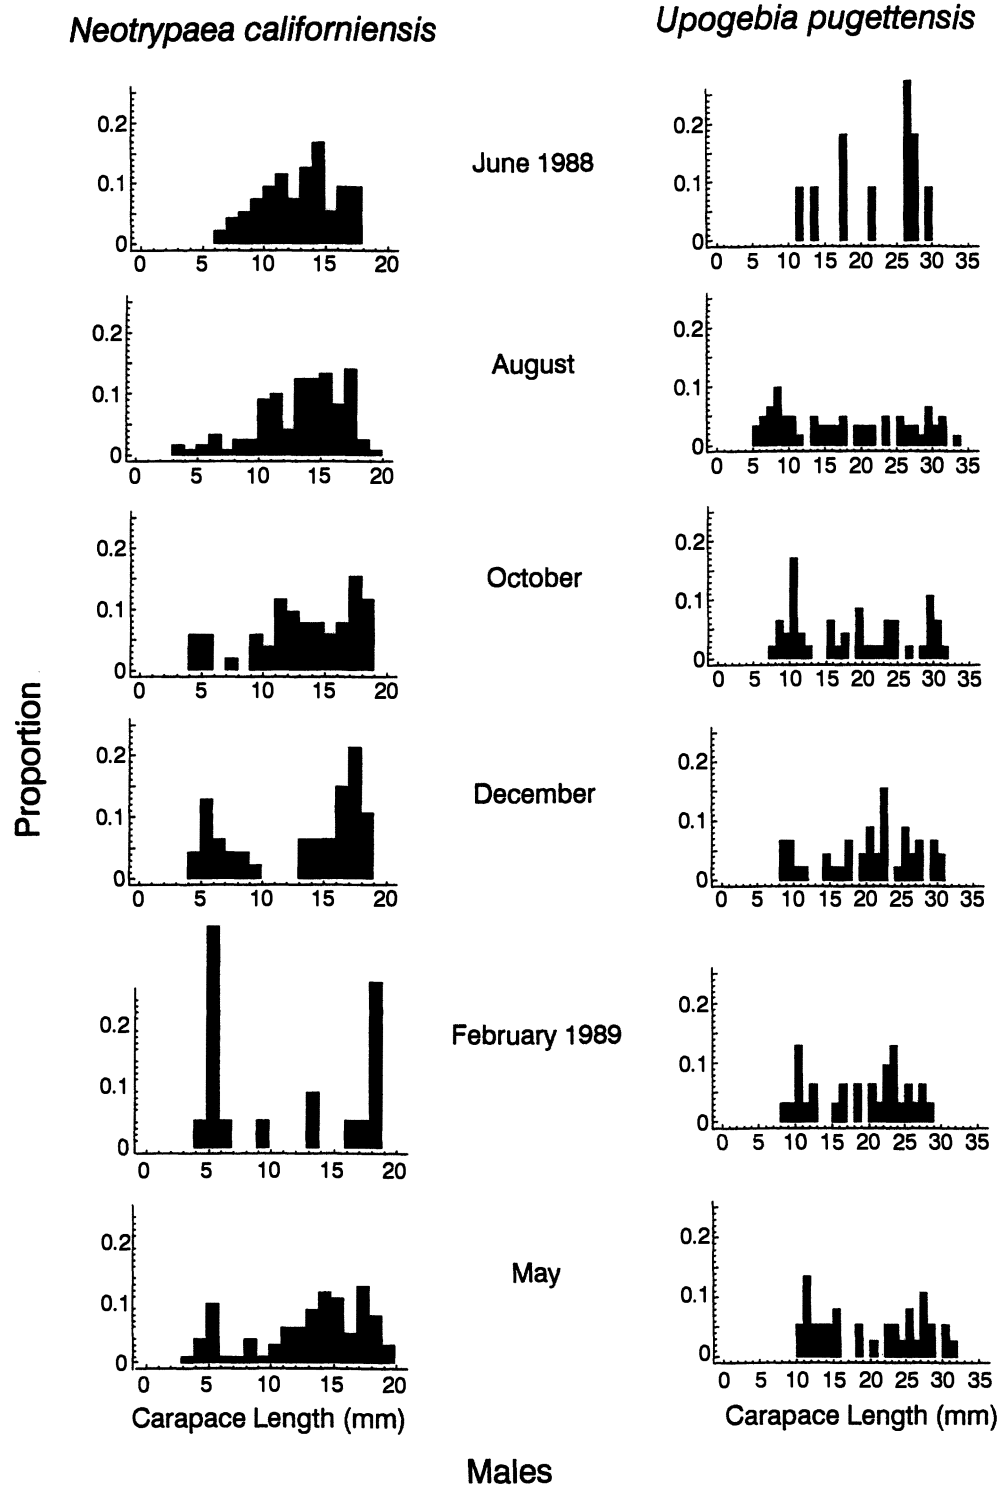 Neotrypaea californiensis
Upogebia pugettensis
0.2
0.1
0
0 5 10 15 20
June 1988
0.2
0.1
0
0 5 10 15 20 25 30 35
0.2
0.1
0
0 5 10 15 20
August
0.2
0.1
0
0 5 10 15 20 25 30 35
0.2
0.1
0
0 5 10 15 20
October
0.2
0.1
0
0 5 10 15 20 25 30 35
Proportion
0.2
0.1
0
0 5 10 15 20
December
0.2
0.1
0
0 5 10 15 20 25 30 35
0.2
0.1
0
0 5 10 15 20
February 1989
0.2
0.1
0
0 5 10 15 20 25 30 35
0.2
0.1
0
0 5 10 15 20
Carapace Length (mm)
May
0.2
0.1
0
0 5 10 15 20 25 30 35
Carapace Length (mm)
Males